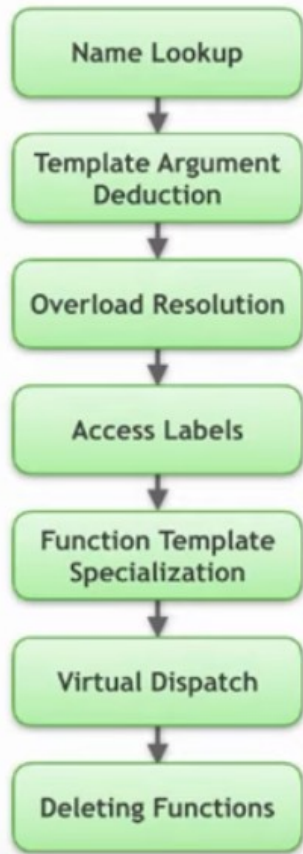 Name Lookup
Template Argument
Deduction
Overload Resolution
Access Labels
Function Template
Specialization
Virtual Dispatch
Deleting Functions